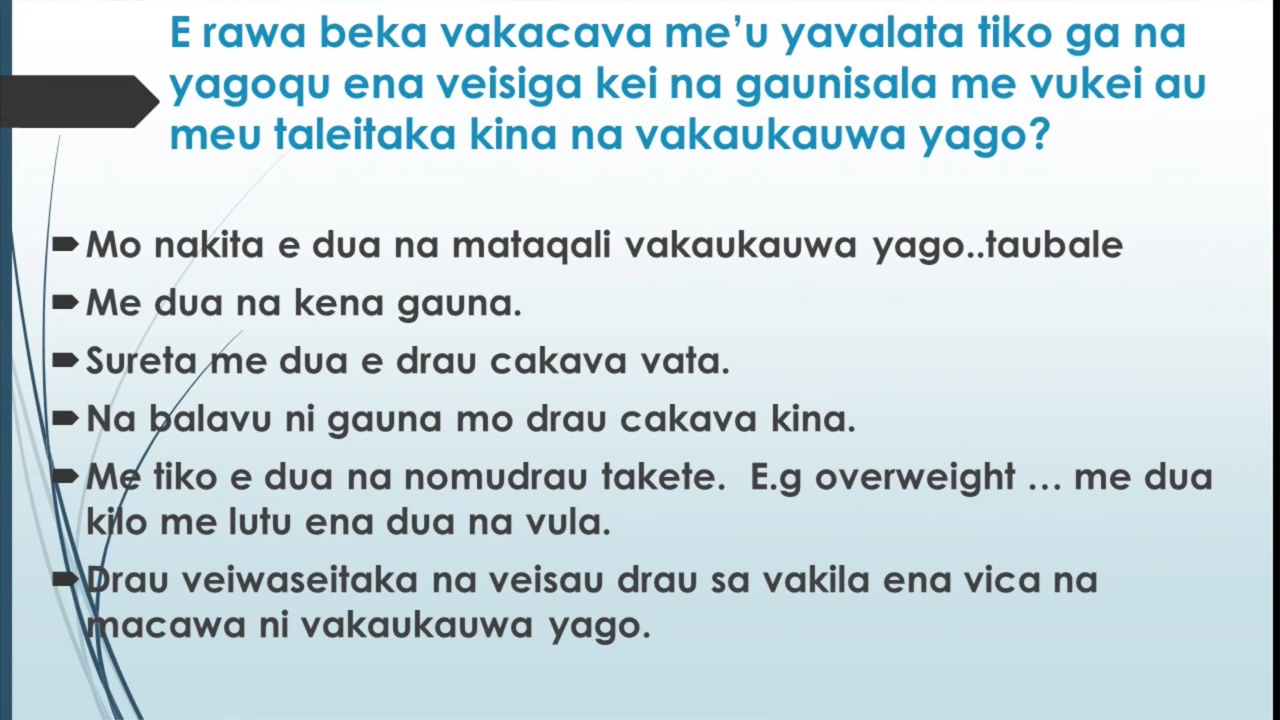 E rawa beka vakacava me’u yavalata tiko ga na
yagoqu ena veisiga kei na gaunisala me vukei au
meu taleitaka kina na vakaukauwa yago?
Mo nakita e dua na mataqali vakaukauwa yago..taubale
Me dua na kena gauna.
Sureta me dua e drau cakava vata.
Na balavu ni gauna mo drau cakava kina.
Me tiko e dua na nomudrau takete.  E.g overweight … me dua
kilo me lutu ena dua na vula.
Drau veiwaseitaka na veisau drau sa vakila ena vica na
macawa ni vakaukauwa yago.